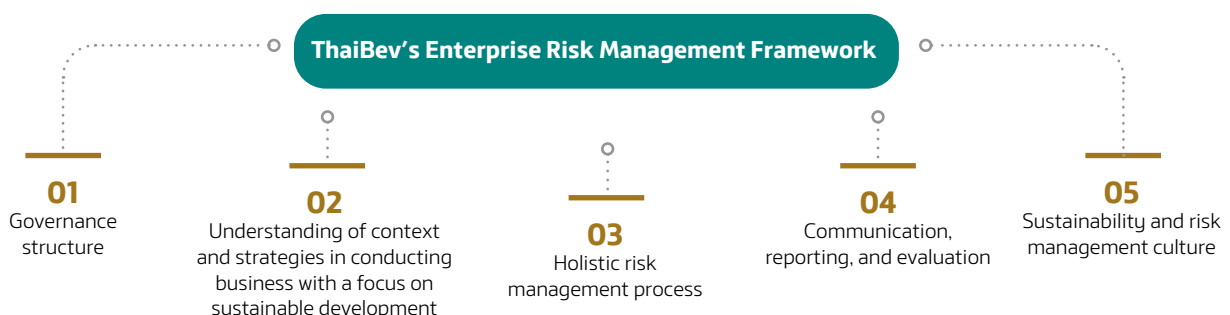 ThaiBev's Enterprise Risk Management Framework
01
Governance
structure
02
Understanding of context
and strategies in conducting
business with a focus on
sustainable development
03
Holistic risk
management process
04
Communication,
reporting, and evaluation
05
Sustainability and risk
management culture